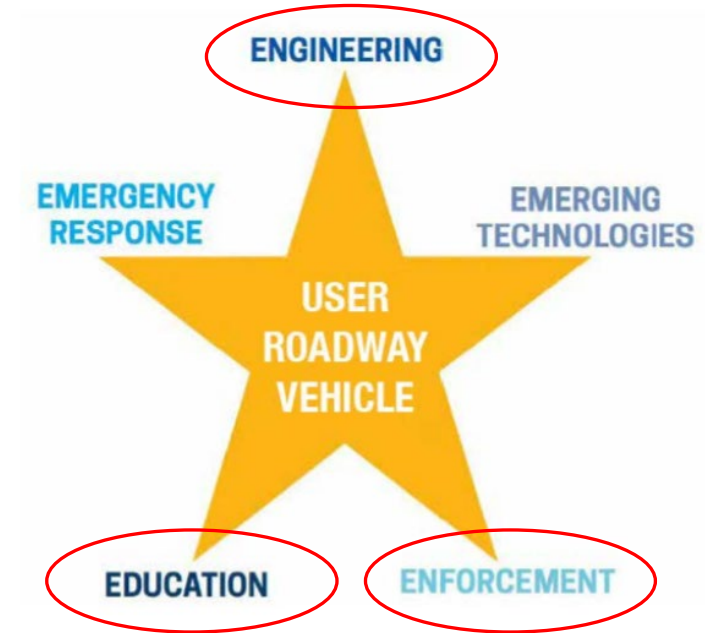 ENGINEERING
EMERGENCY
RESPONSE
EMERGING
TECHNOLOGIES
USER
ROADWAY
VEHICLE
EDUCATION
ENFORCEMENT